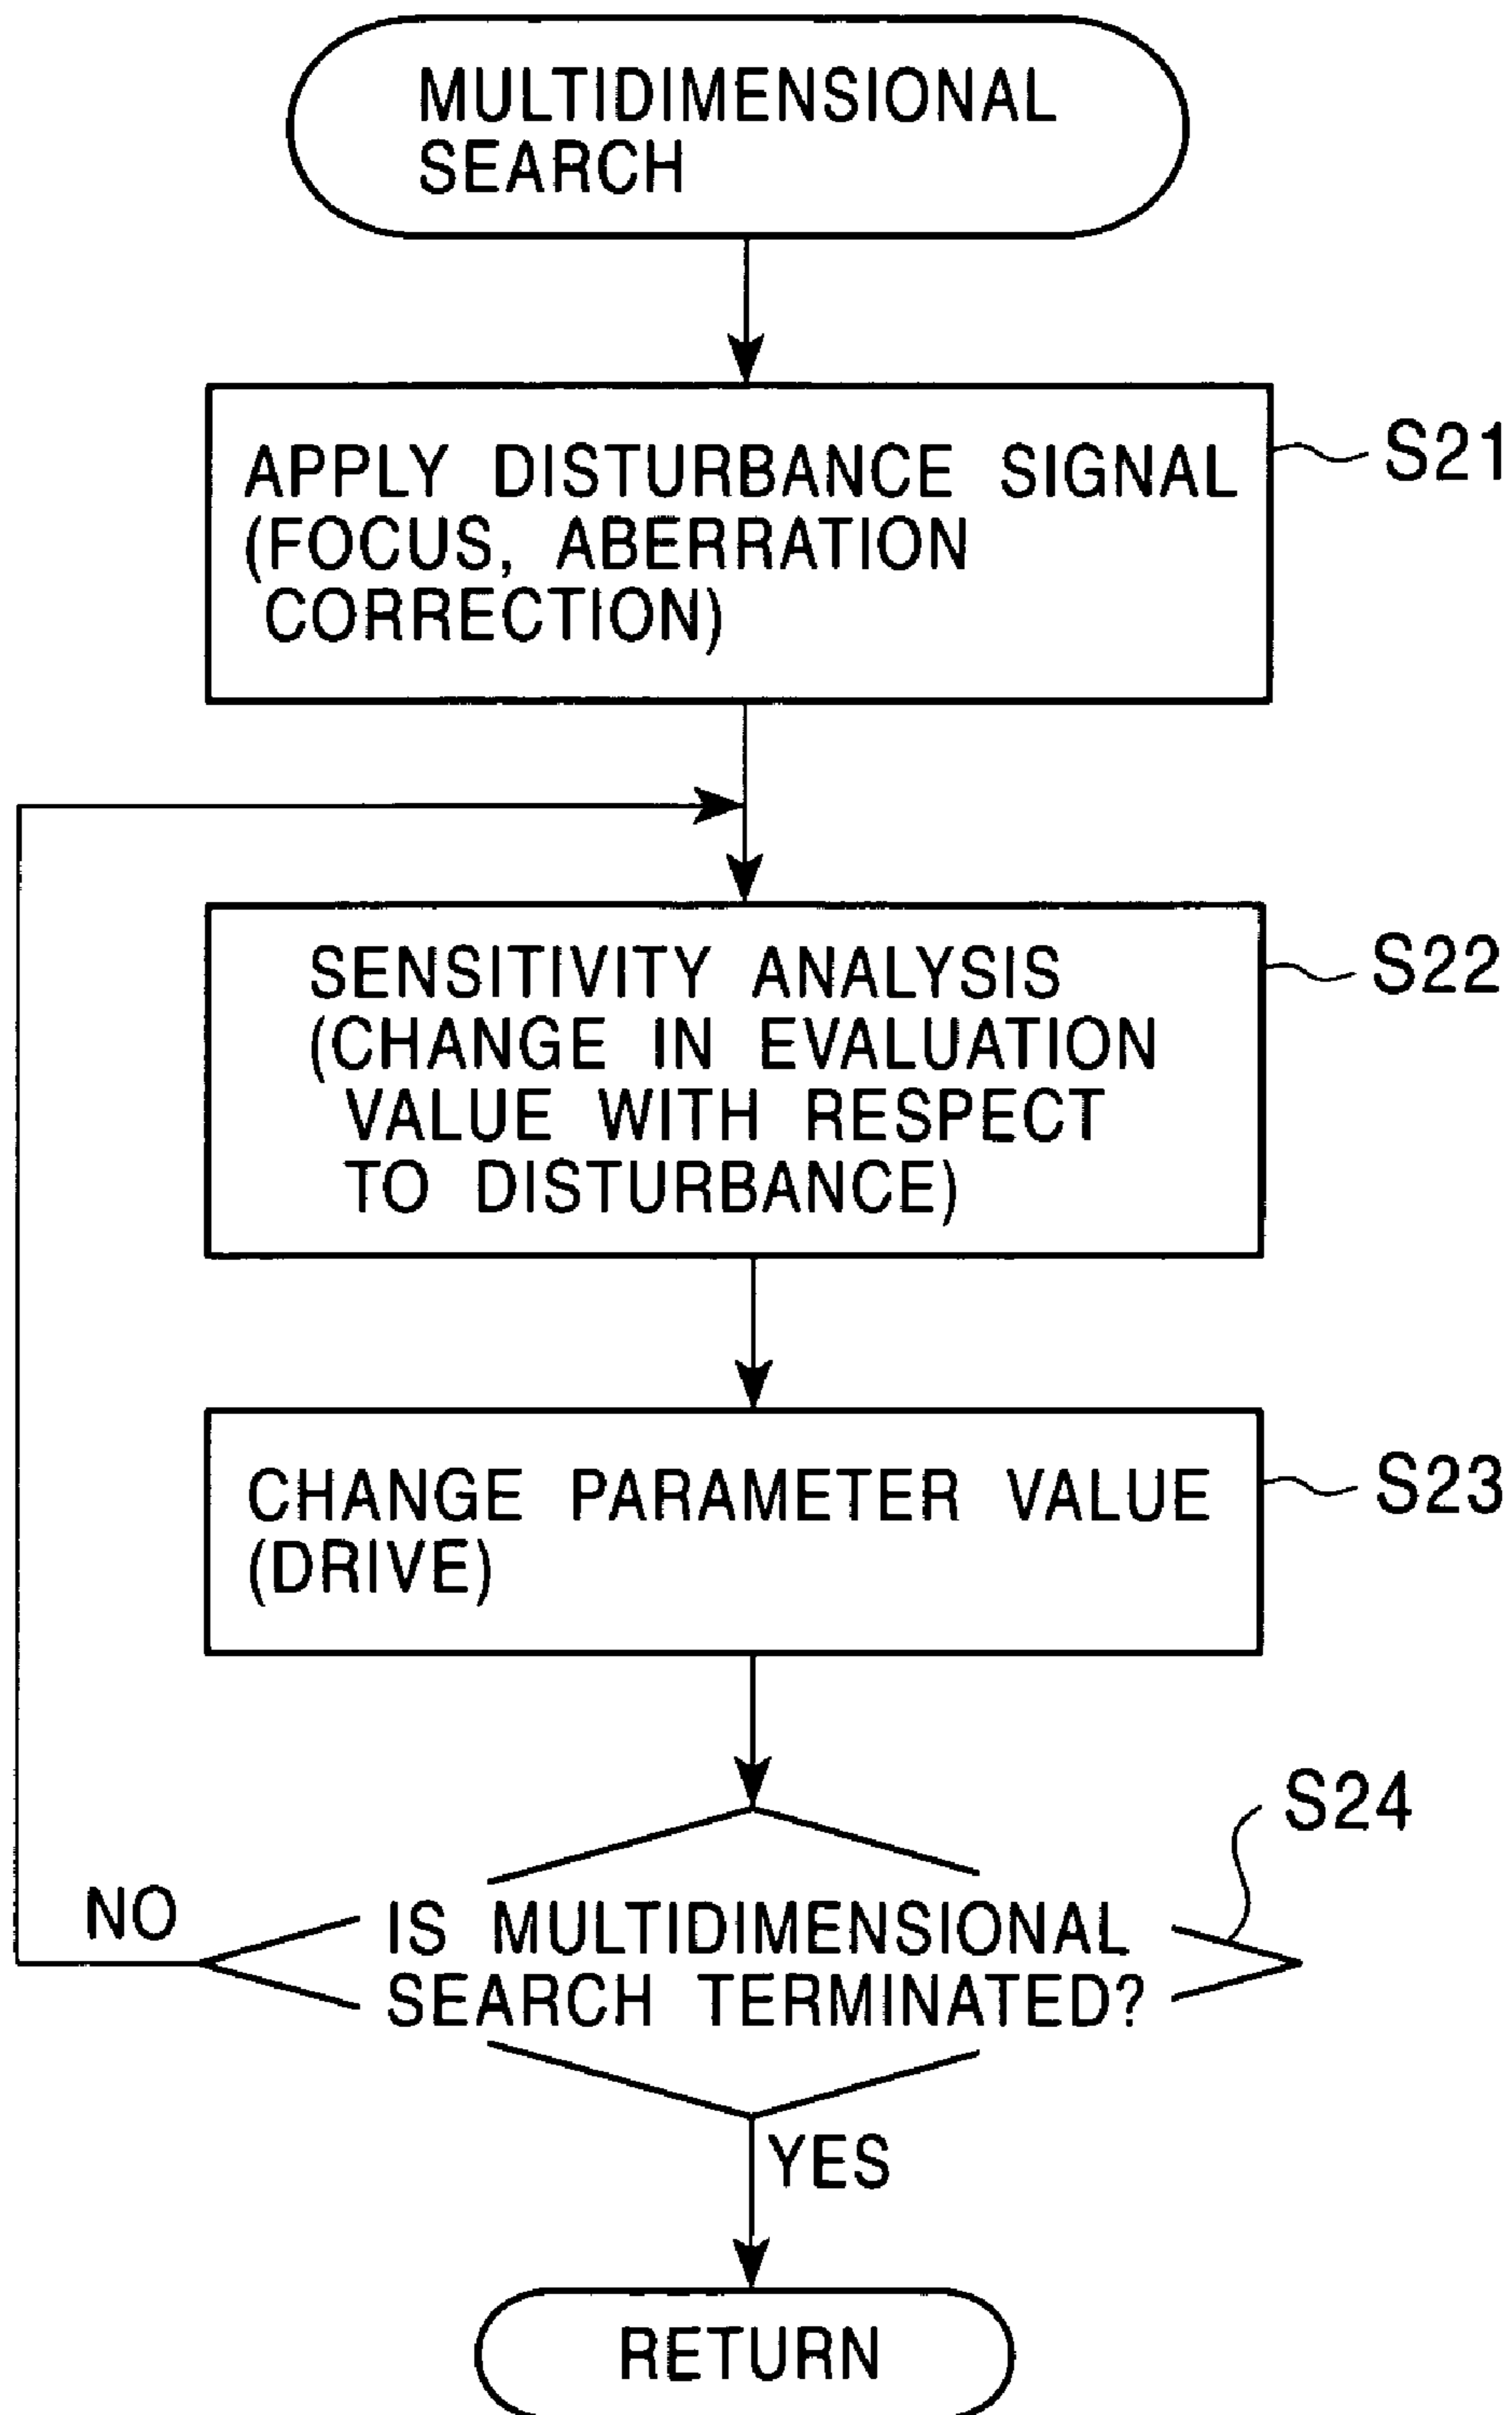 MULTIDIMENSIONAL
SEARCH
APPLY DISTURBANCE SIGNAL
(FOCUS, ABERRATION
CORRECTION)
S21
SENSITIVITY ANALYSIS
(CHANGE IN EVALUATION
VALUE WITH RESPECT
TO DISTURBANCE)
S22
CHANGE PARAMETER VALUE
(DRIVE)
S23
S24
NO
IS MULTIDIMENSIONAL
SEARCH TERMINATED?
YES
RETURN